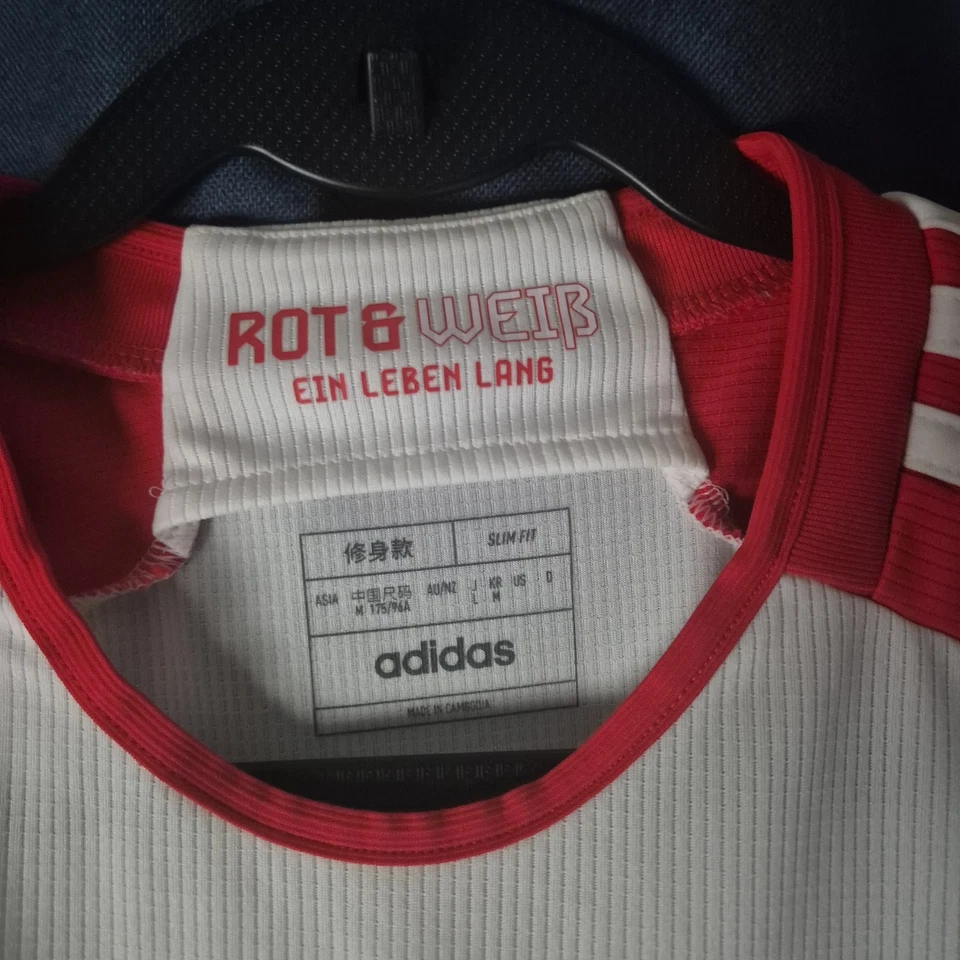 ROT & WEIß
EIN LEBEN LANG
修身款 SLIM FIT
ASIA 中国尺码 AU/NZ J KR US D
M 175/96A L M
adidas
MADE IN CAMBODIA